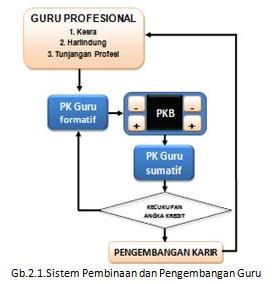 GURU PROFESIONAL
1. Kesra
2. Harlindung
3. Tunjangan Profesi
PK Guru
formatif
-
PKB
-
+
+
PK Guru
sumatif
KECUKUPAN
ANGKA KREDIT
PENGEMBANGAN KARIR
Gb.2.1.Sistem Pembinaan dan Pengembangan Guru